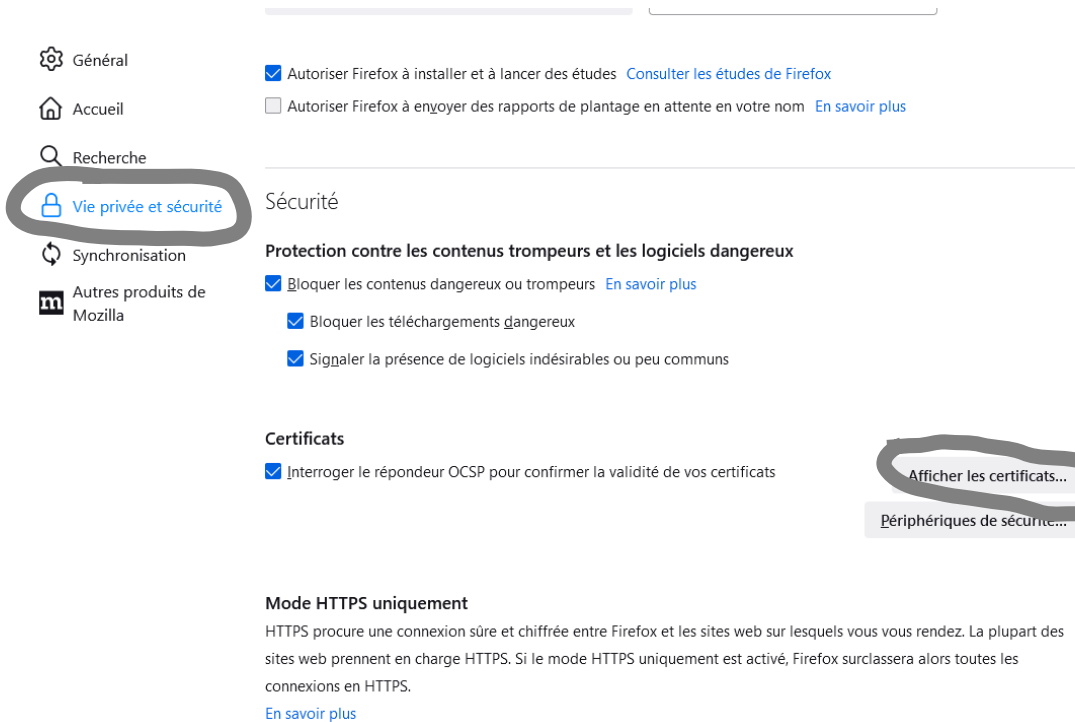 Général
Accueil
Recherche
Vie privée et sécurité
Synchronisation
Autres produits de
Mozilla
Autoriser Firefox à installer et à lancer des études Consulter les études de Firefox
Autoriser Firefox à envoyer des rapports de plantage en attente en votre nom En savoir plus
Sécurité
Protection contre les contenus trompeurs et les logiciels dangereux
Bloquer les contenus dangereux ou trompeurs En savoir plus
Bloquer les téléchargements dangereux
Signaler la présence de logiciels indésirables ou peu communs
Certificats
Interroger le répondeur OCSP pour confirmer la validité de vos certificats
Afficher les certificats...
Périphériques de sécurité...
Mode HTTPS uniquement
HTTPS procure une connexion sûre et chiffrée entre Firefox et les sites web sur lesquels vous vous rendez. La plupart des
sites web prennent en charge HTTPS. Si le mode HTTPS uniquement est activé, Firefox surclassera alors toutes les
connexions en HTTPS.
En savoir plus